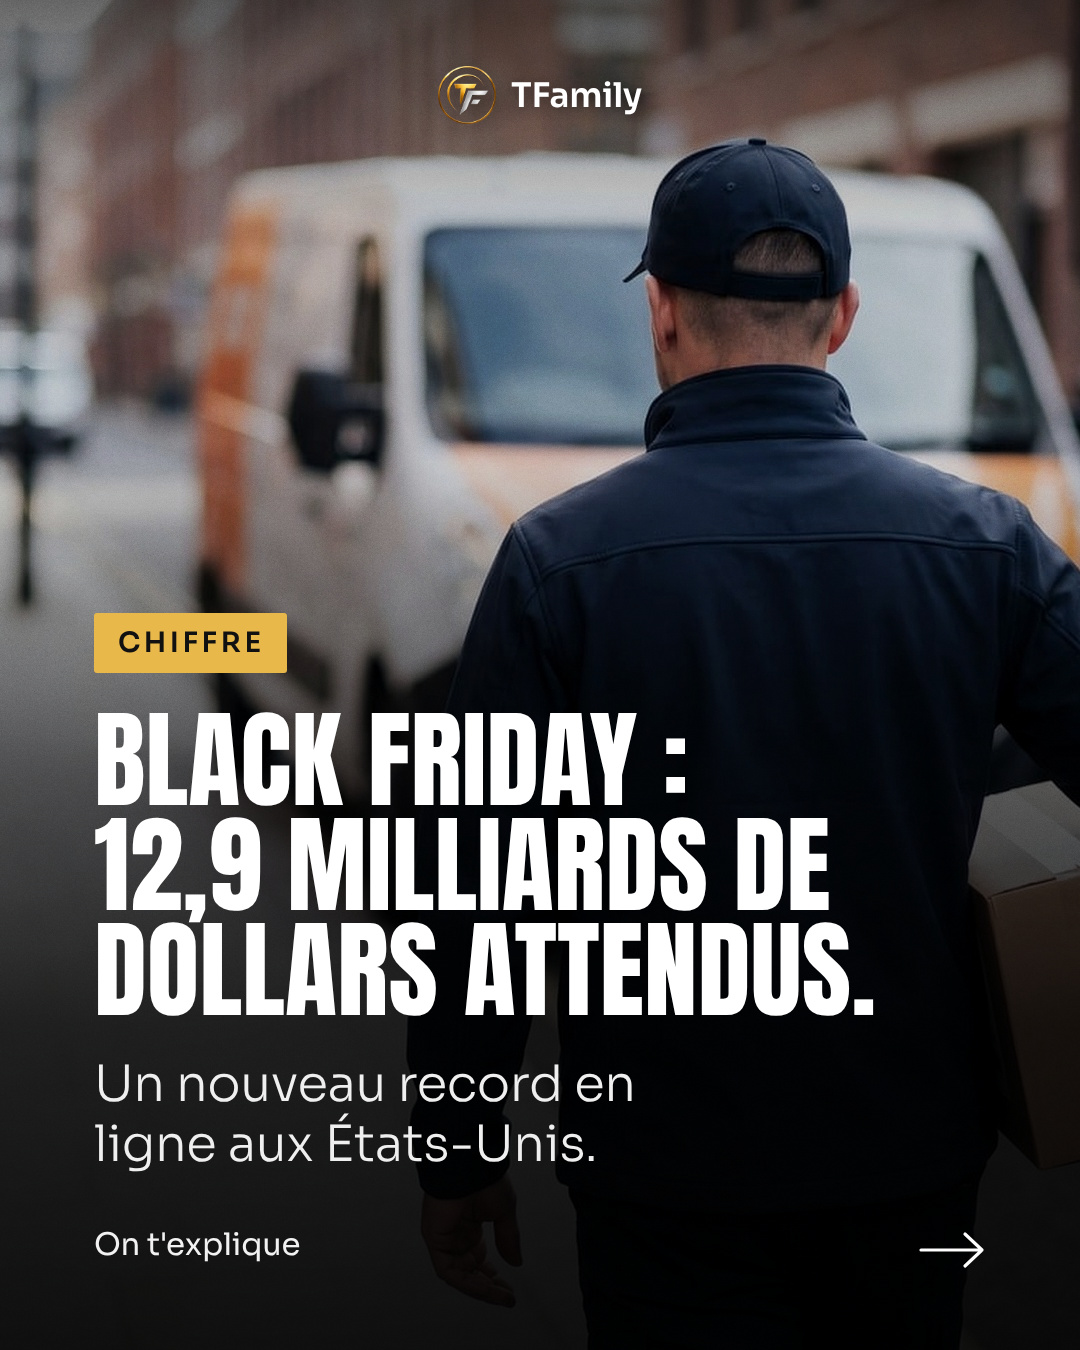 TF TFamily
CHIFFRE
BLACK FRIDAY :
12,9 MILLIARDS DE
DOLLARS ATTENDUS.
Un nouveau record en
ligne aux États-Unis.
On t'explique